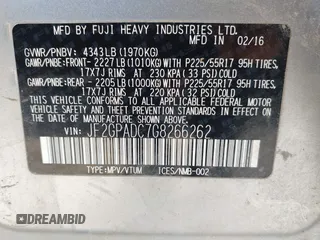 MFD BY FUJI HEAVY INDUSTRIES LTD. 02/16
GVWR/PNBV: 4343LB (1970KG)
GAWR/PNBE:FRONT- 2227LB(1010KG)WITH P225/55R17 95H TIRES,
17X7J RIMS.AT 230 KPA (33 PSI)COLD
GAWR/PNBE:REAR - 2205LB(1000KG)WITH P225/55R17 95H TIRES,
17X7J RIMS.AT 220 KPA (32 PSI)COLD
THIS VEHICLE CONFORMS TO ALL APPLICABLE FEDERAL
MOTOR VEHICLE SAFETY, BUMPER, AND THEFT PREVENTION
STANDARDS IN EFFECT ON THE DATE OF MANUFACTURE
SHOWN ABOVE.
VIN: JF2GPADC7G8266262
TYPE:MPV/VTUM ICES/NMB-002
© DREAMBID